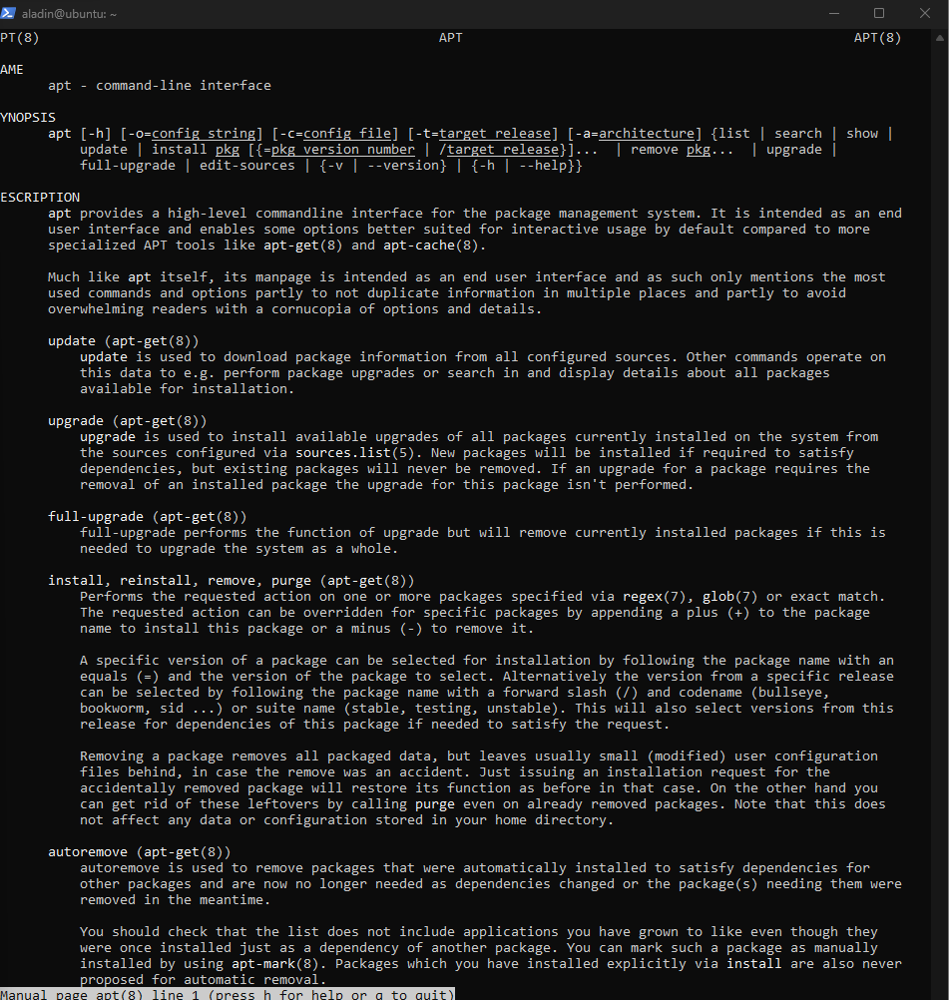 aladin@ubuntu: ~
PT(8) APT APT(8)
AME
apt - command-line interface
YNOPSIS
apt [-h] [-o=config_string] [-c=config_file] [-t=target_release] [-a=architecture] {list | search | show |
update | install pkg [{=pkg_version_number | /target_release}]... | remove pkg... | upgrade |
full-upgrade | edit-sources | {-v | --version} | {-h | --help}}
ESCRIPTION
apt provides a high-level commandline interface for the package management system. It is intended as an end
user interface and enables some options better suited for interactive usage by default compared to more
specialized APT tools like apt-get(8) and apt-cache(8).
Much like apt itself, its manpage is intended as an end user interface and as such only mentions the most
used commands and options partly to not duplicate information in multiple places and partly to avoid
overwhelming readers with a cornucopia of options and details.
update (apt-get(8))
update is used to download package information from all configured sources. Other commands operate on
this data to e.g. perform package upgrades or search in and display details about all packages
available for installation.
upgrade (apt-get(8))
upgrade is used to install available upgrades of all packages currently installed on the system from
the sources configured via sources.list(5). New packages will be installed if required to satisfy
dependencies, but existing packages will never be removed. If an upgrade for a package requires the
removal of an installed package the upgrade for this package isn't performed.
full-upgrade (apt-get(8))
full-upgrade performs the function of upgrade but will remove currently installed packages if this is
needed to upgrade the system as a whole.
install, reinstall, remove, purge (apt-get(8))
Performs the requested action on one or more packages specified via regex(7), glob(7) or exact match.
The requested action can be overridden for specific packages by appending a plus (+) to the package
name to install this package or a minus (-) to remove it.
A specific version of a package can be selected for installation by following the package name with an
equals (=) and the version of the package to select. Alternatively the version from a specific release
can be selected by following the package name with a forward slash (/) and codename (bullseye,
bookworm, sid ...) or suite name (stable, testing, unstable). This will also select versions from this
release for dependencies of this package if needed to satisfy the request.
Removing a package removes all packaged data, but leaves usually small (modified) user configuration
files behind, in case the remove was an accident. Just issuing an installation request for the
accidentally removed package will restore its function as before in that case. On the other hand you
can get rid of these leftovers by calling purge even on already removed packages. Note that this does
not affect any data or configuration stored in your home directory.
autoremove (apt-get(8))
autoremove is used to remove packages that were automatically installed to satisfy dependencies for
other packages and are now no longer needed as dependencies changed or the package(s) needing them were
removed in the meantime.
You should check that the list does not include applications you have grown to like even though they
were once installed just as a dependency of another package. You can mark such a package as manually
installed by using apt-mark(8). Packages which you have installed explicitly via install are also never
proposed for automatic removal.
Manual page apt(8) line 1 (press h for help or q to quit)